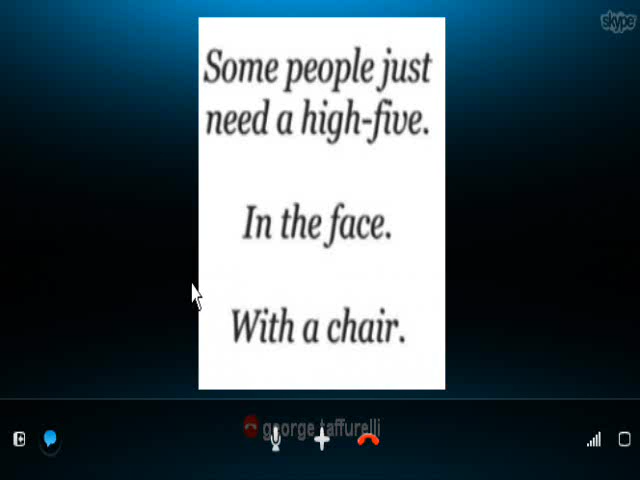 skype
Some people just
need a high-five.
In the face.
With a chair.
george taffurelli